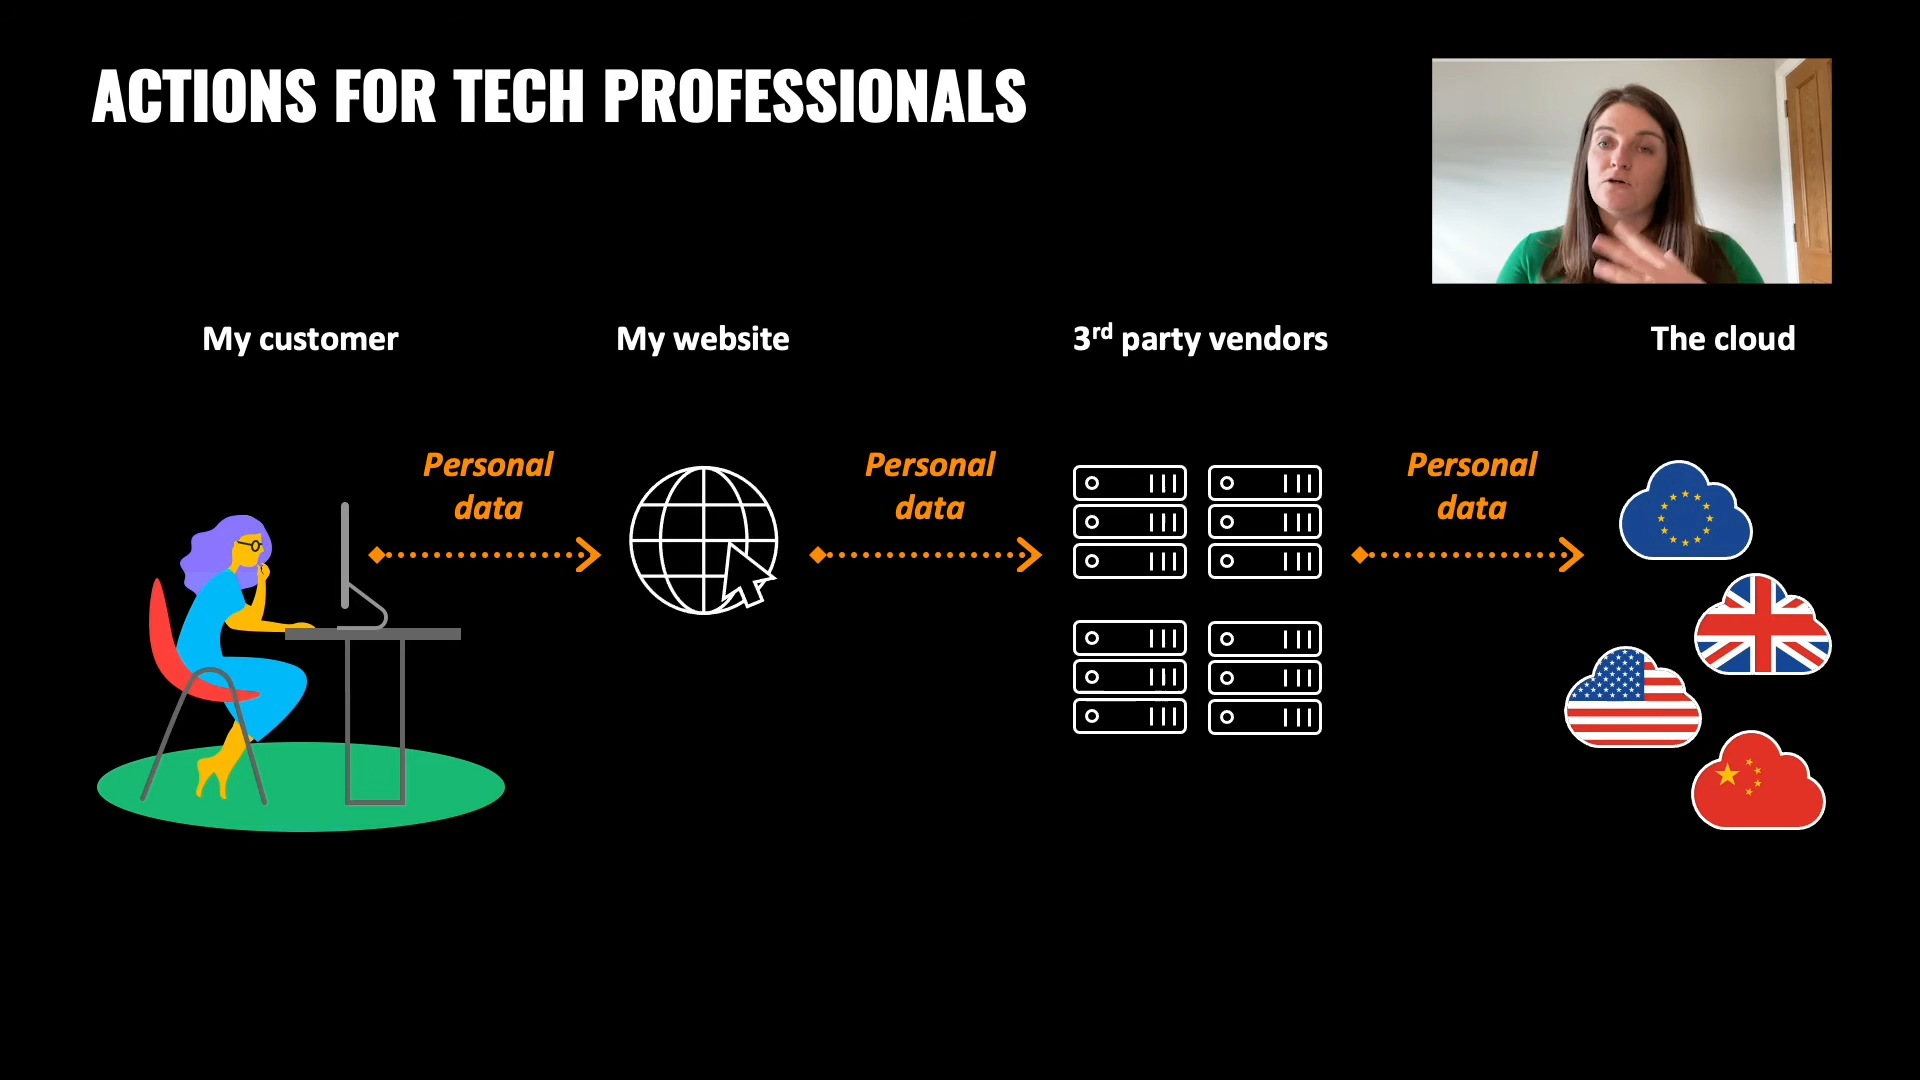 ACTIONS FOR TECH PROFESSIONALS
My customer
My website
3rd party vendors
The cloud
Personal
data
Personal
data
Personal
data